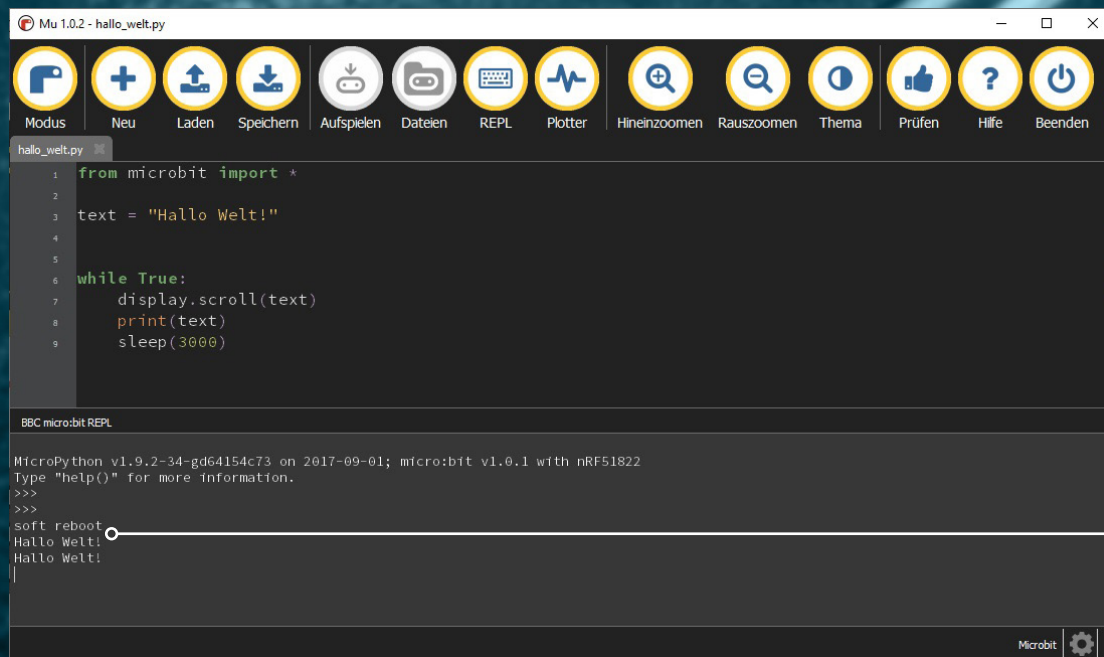 Mu 1.0.2 - hallo_welt.py
Modus Neu Laden Speichern Aufspielen Dateien REPL Plotter Hineinzoomen Rauszoomen Thema Prüfen Hilfe Beenden
hallo_welt.py
1 from microbit import *
2
3 text = "Hallo Welt!"
4
5
6 while True:
7     display.scroll(text)
8     print(text)
9     sleep(3000)
BBC micro:bit REPL
MicroPython v1.9.2-34-gd64154c73 on 2017-09-01; micro:bit v1.0.1 with nRF51822
Type "help()" for more information.
>>>
>>>
soft reboot
Hallo Welt!
Hallo Welt!
Microbit